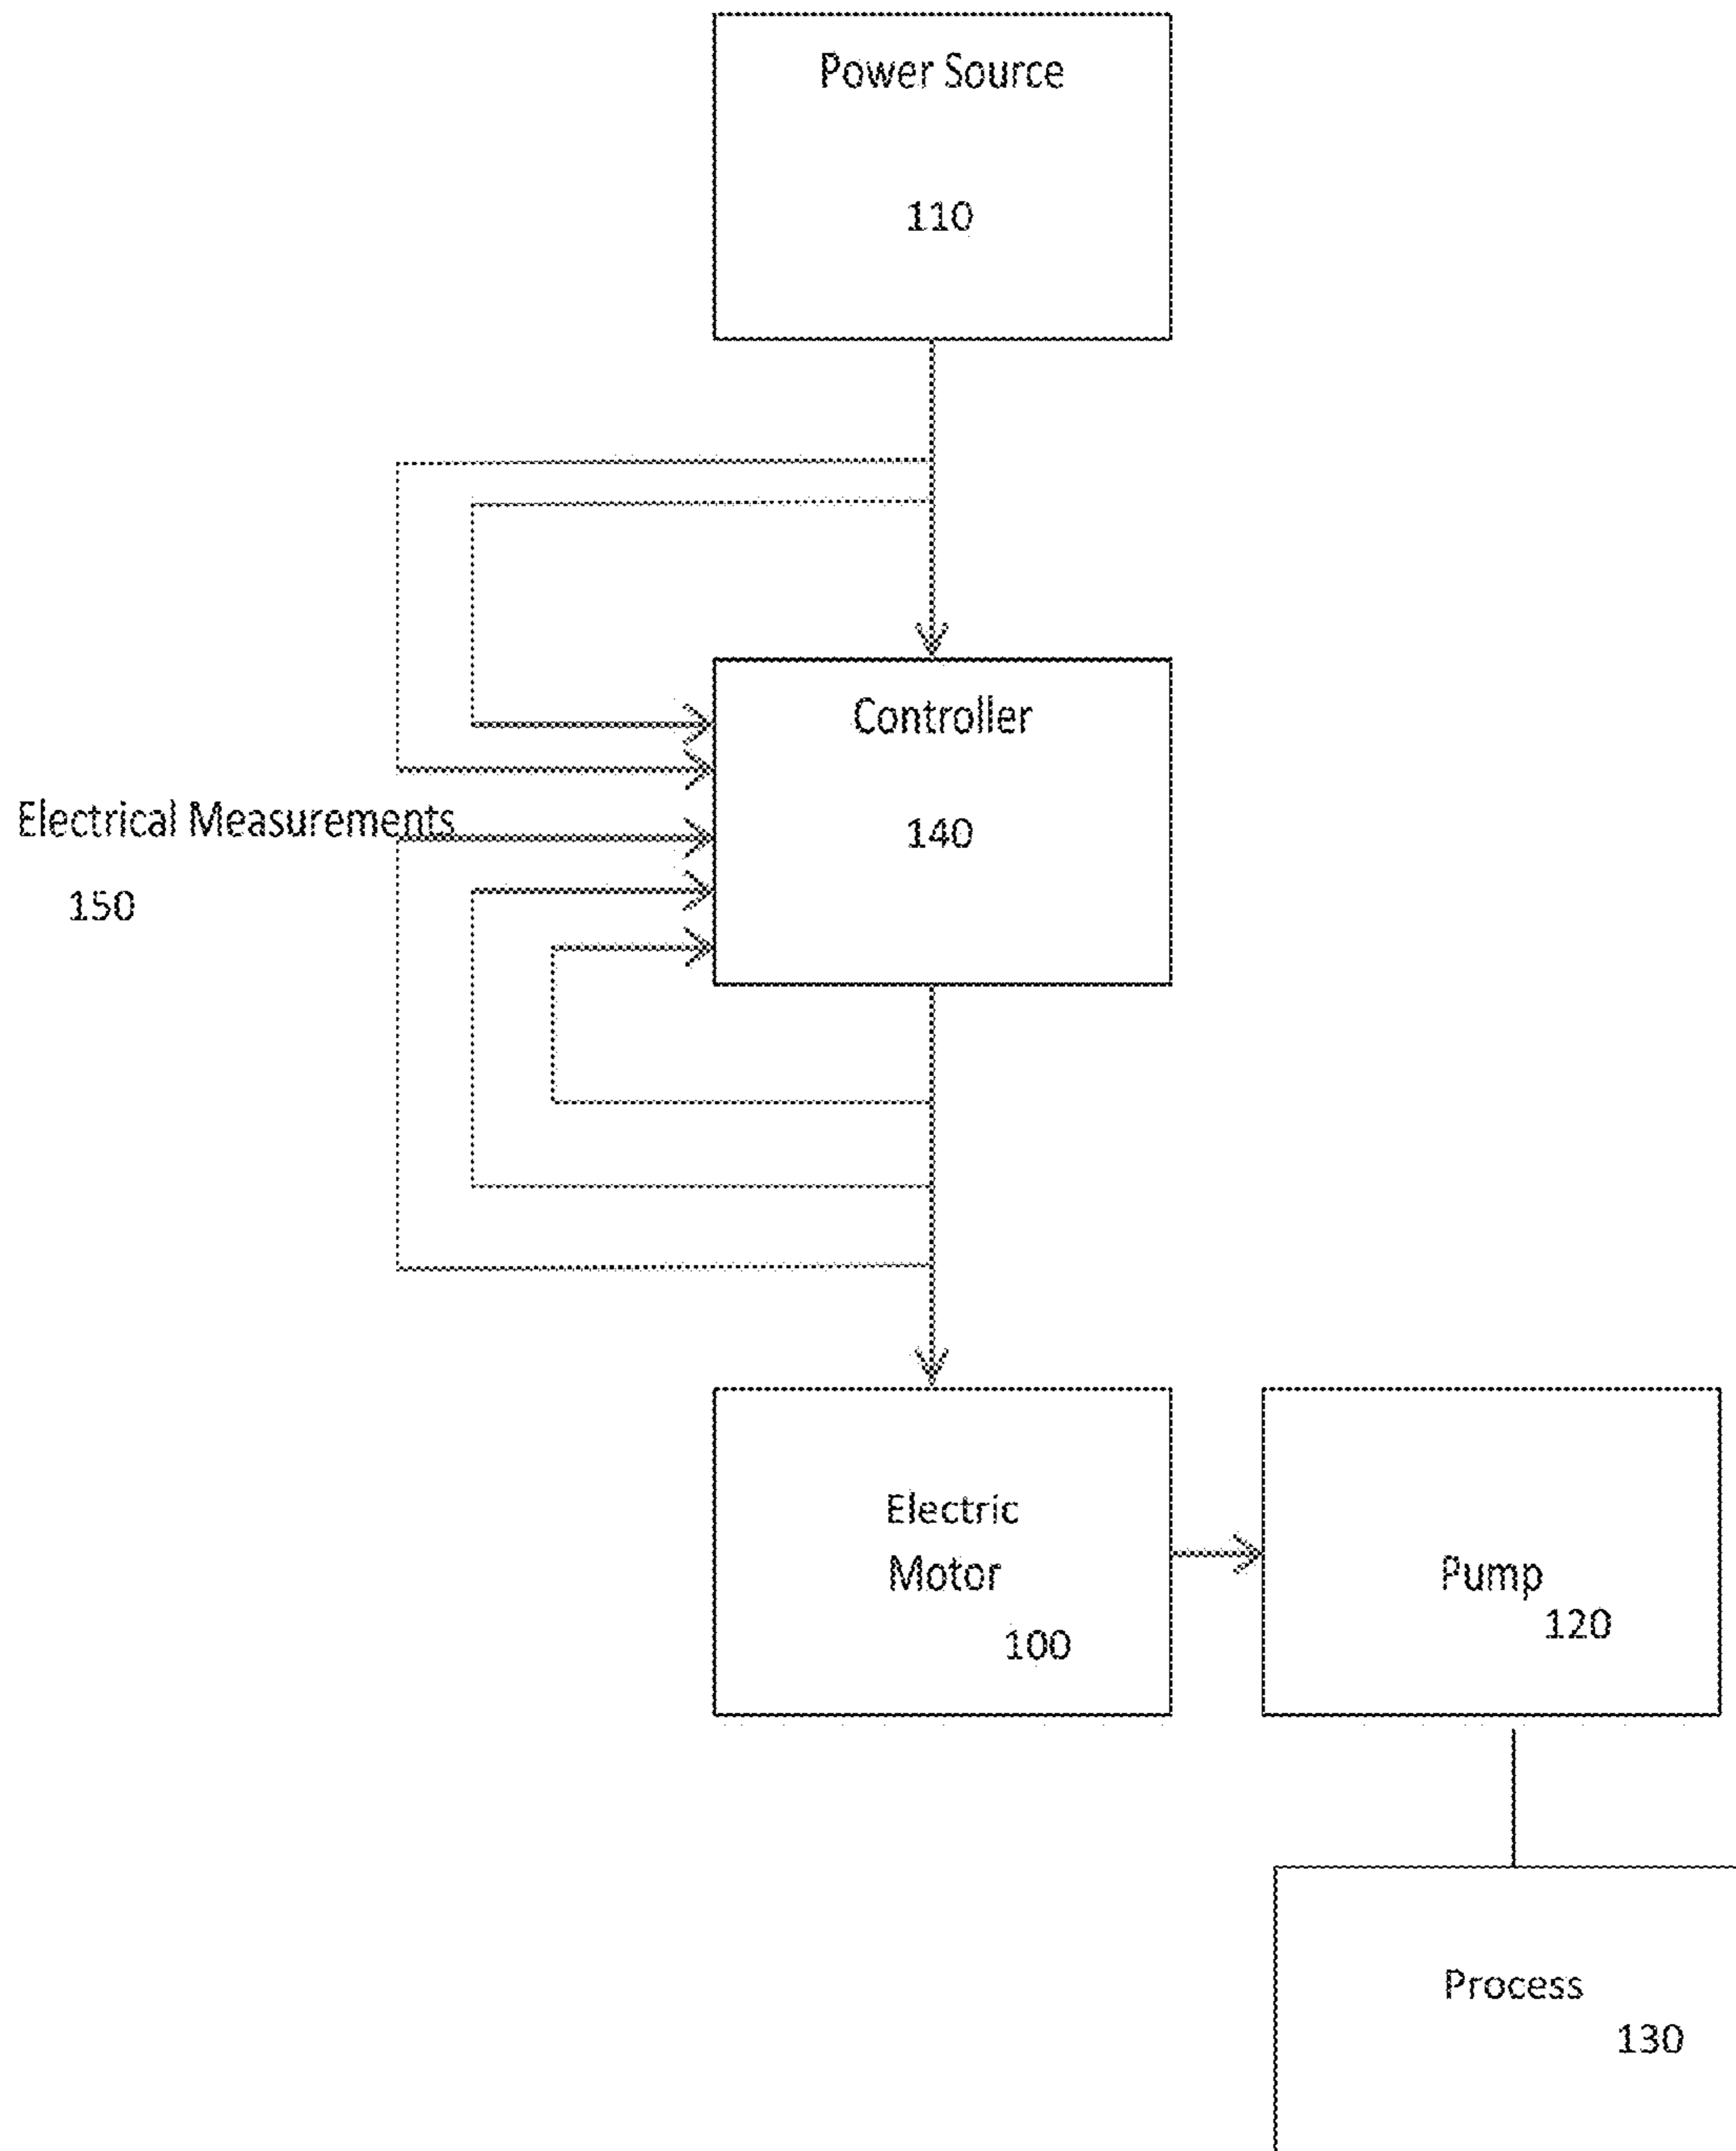 Power Source
110
Controller
140
Electrical Measurements
150
Electric
Motor
100
Pump
120
Process
130